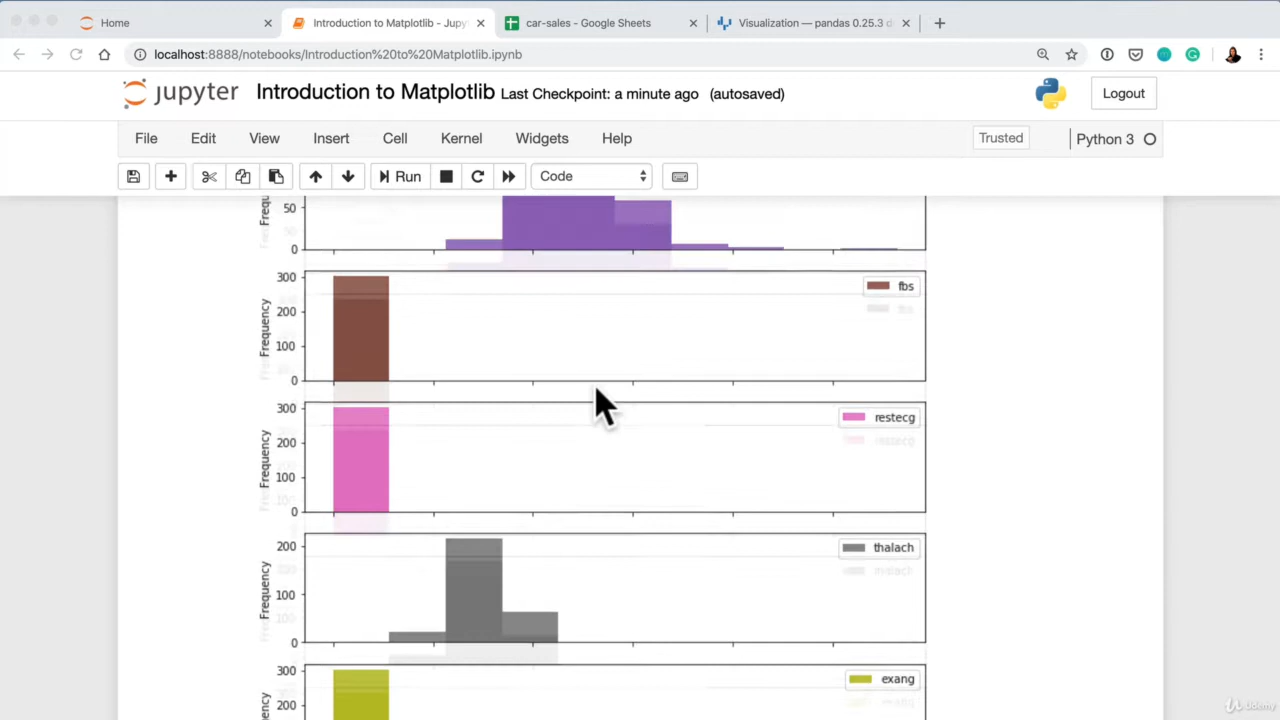 Home
Introduction to Matplotlib - Jupy
car-sales - Google Sheets
Visualization — pandas 0.25.3 d
localhost:8888/notebooks/Introduction%20to%20Matplotlib.ipynb
jupyter Introduction to Matplotlib Last Checkpoint: a minute ago (autosaved)
Logout
File Edit View Insert Cell Kernel Widgets Help
Trusted
Python 3
Run
Code
50
0
Frequency
300
200
100
0
Frequency
fbs
300
200
100
0
Frequency
restecg
200
100
0
Frequency
thalach
300
200
exang
Udemy